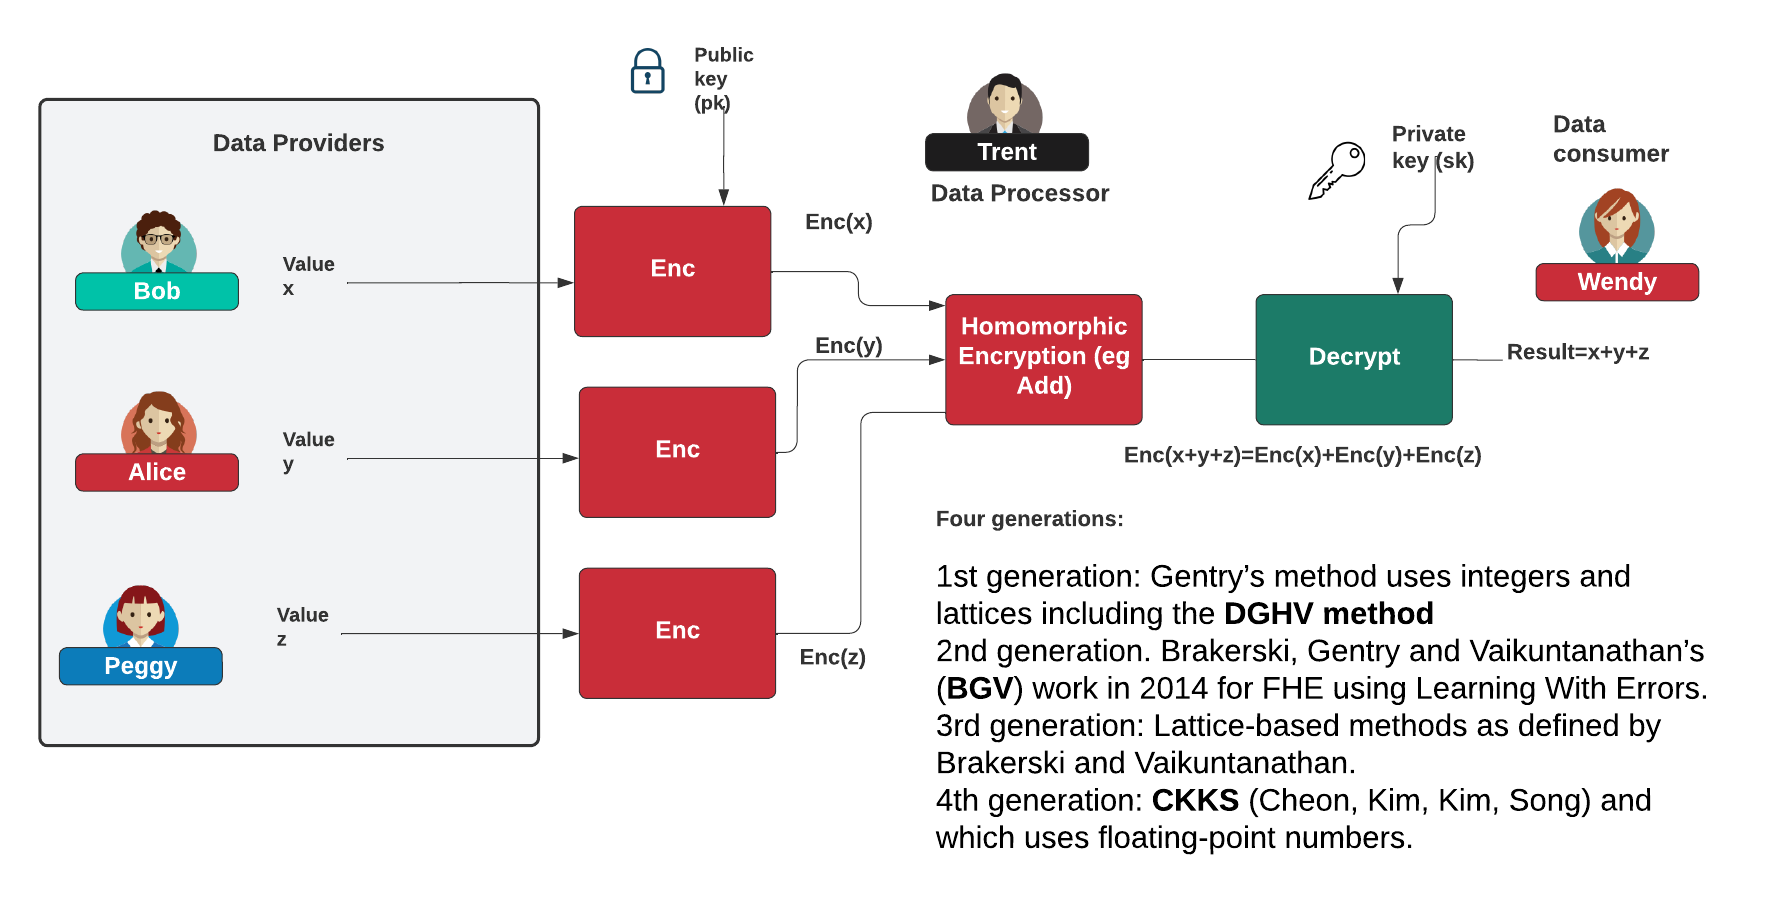 Public
key
(pk)
Data Providers
Bob
Value
x
Alice
Value
y
Peggy
Value
z
Enc
Enc
Enc
Enc(x)
Enc(y)
Enc(z)
Trent
Data Processor
Homomorphic
Encryption (eg
Add)
Private
key (sk)
Data
consumer
Wendy
Decrypt
Result=x+y+z
Enc(x+y+z)=Enc(x)+Enc(y)+Enc(z)
Four generations:
1st generation: Gentry’s method uses integers and
lattices including the DGHV method
2nd generation. Brakerski, Gentry and Vaikuntanathan’s
(BGV) work in 2014 for FHE using Learning With Errors.
3rd generation: Lattice-based methods as defined by
Brakerski and Vaikuntanathan.
4th generation: CKKS (Cheon, Kim, Kim, Song) and
which uses floating-point numbers.